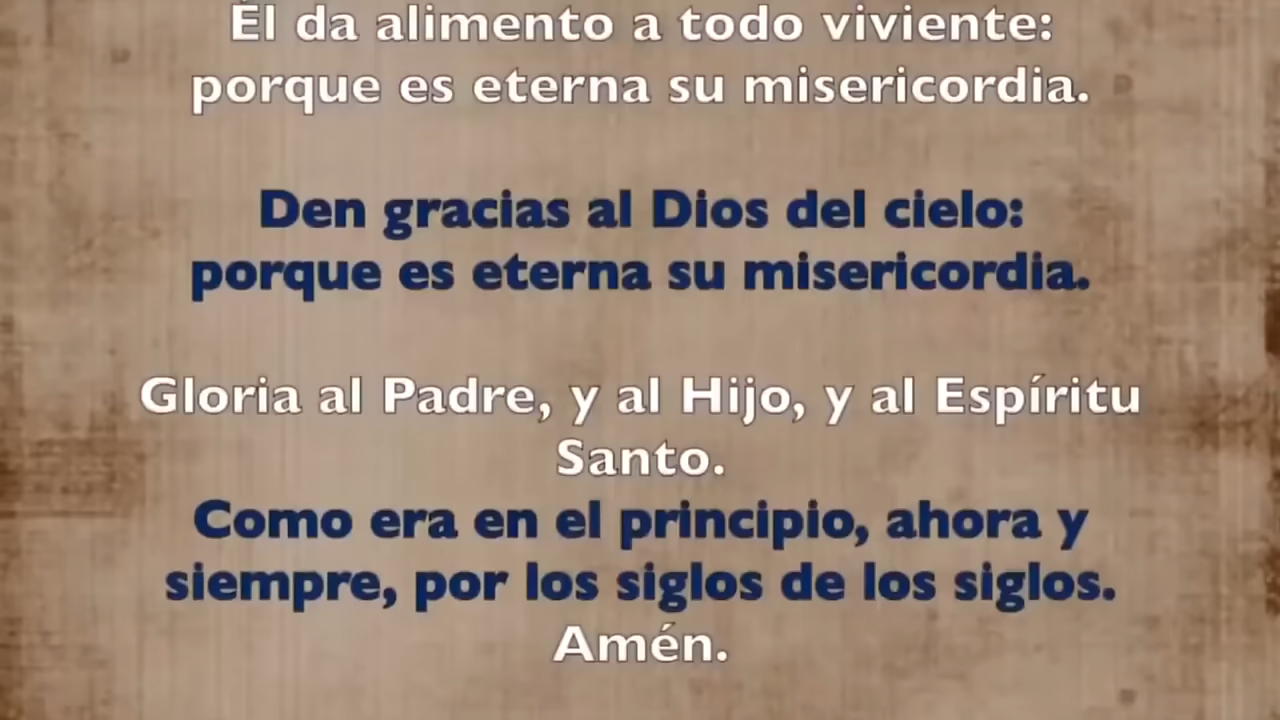 Él da alimento a todo viviente:
porque es eterna su misericordia.
Den gracias al Dios del cielo:
porque es eterna su misericordia.
Gloria al Padre, y al Hijo, y al Espíritu
Santo.
Como era en el principio, ahora y
siempre, por los siglos de los siglos.
Amén.